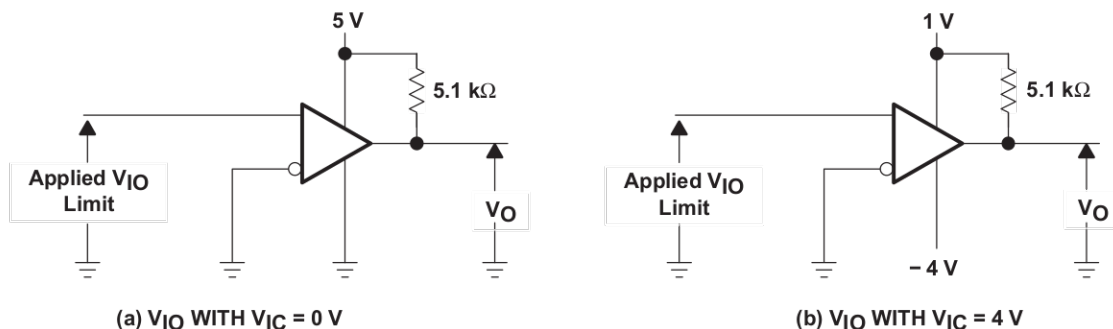 5 V
5.1 kΩ
Applied VIO
Limit
VO
(a) VIO WITH VIC = 0 V
1 V
5.1 kΩ
Applied VIO
Limit
VO
– 4 V
(b) VIO WITH VIC = 4 V